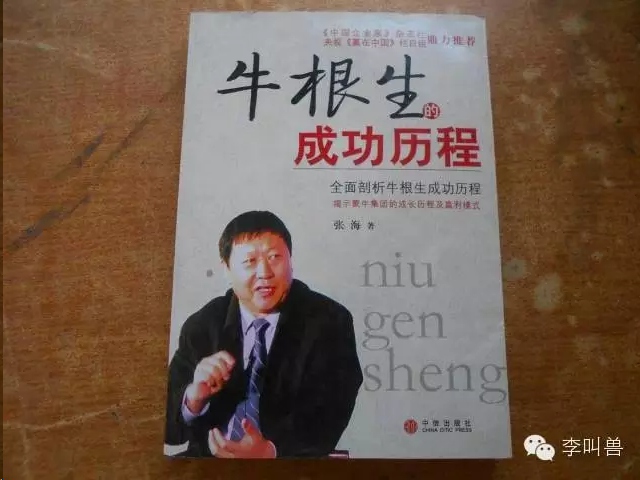 《中国企业家》杂志社
央视《赢在中国》栏目组 鼎力推荐
牛根生的
成功历程
全面剖析牛根生成功历程
揭示蒙牛集团的成长历程及赢利模式
张 海 著
niu
gen
sheng
中信出版社
CHINA CITIC PRESS
李叫兽